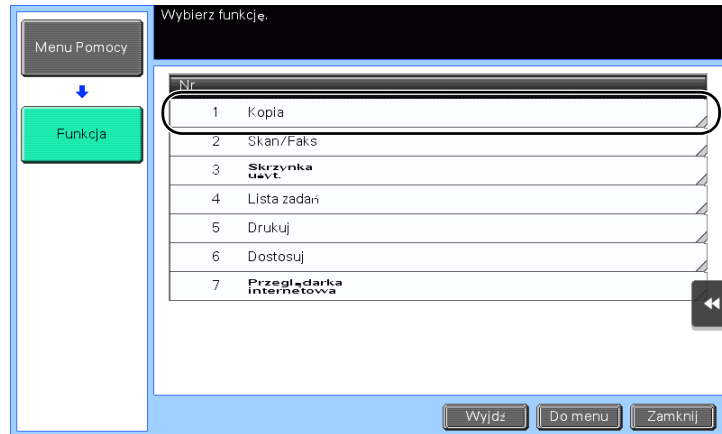 Wybierz funkcję.
Menu Pomocy
Funkcja
Nr
1 Kopia
2 Skan/Faks
3 Skrzynka
użyt.
4 Lista zadań
5 Drukuj
6 Dostosuj
7 Przeglądarka
internetowa
Wyjdź Do menu Zamknij